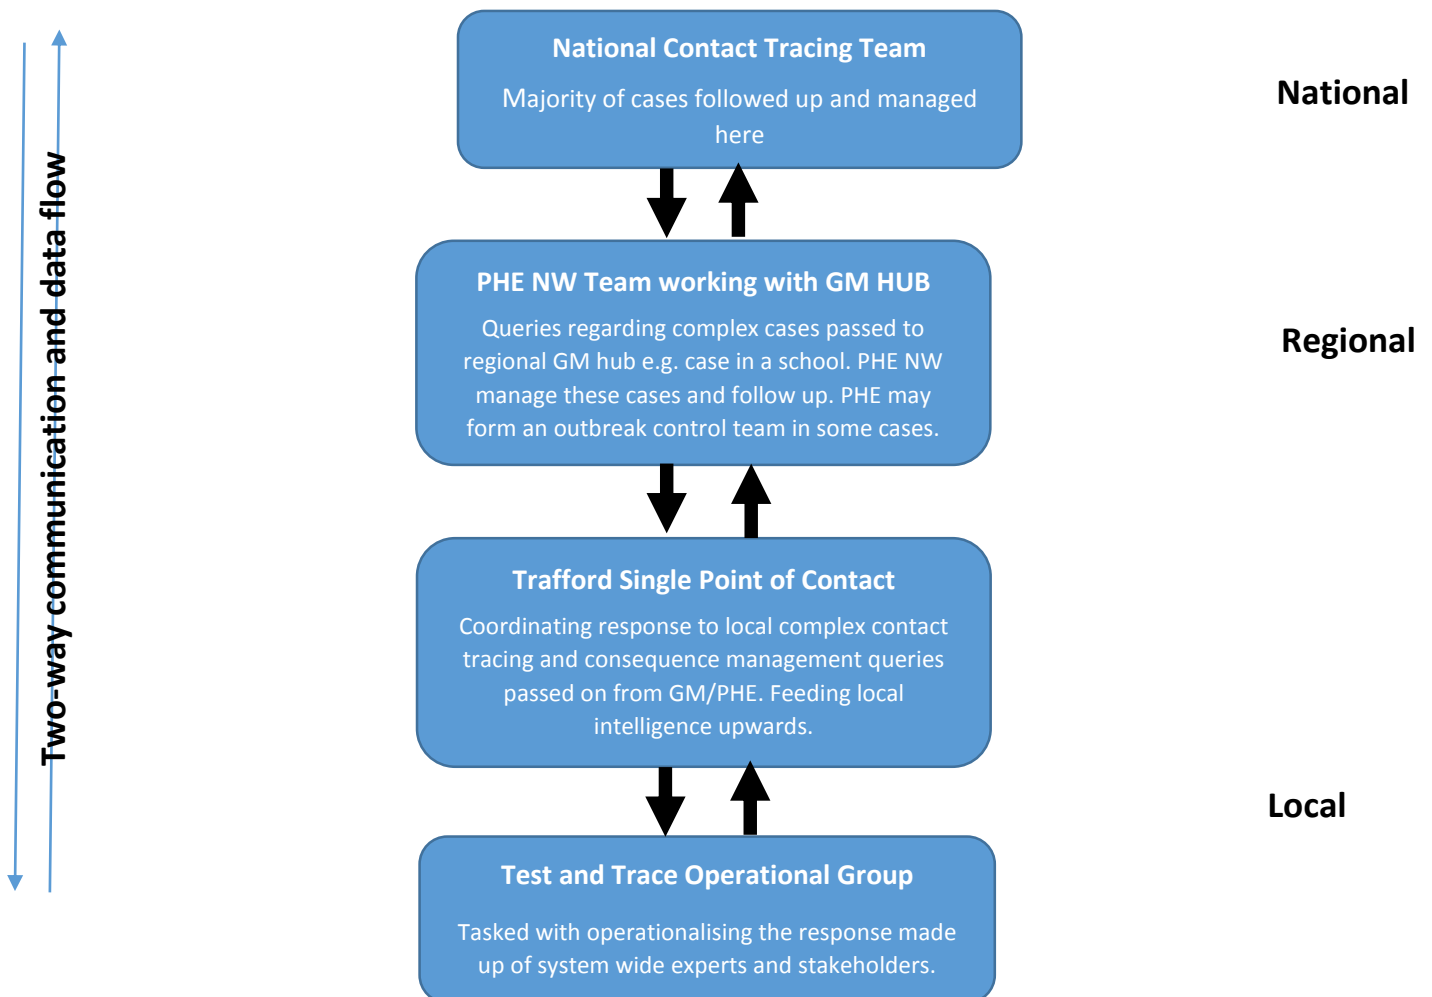 National Contact Tracing Team
Majority of cases followed up and managed
here
National
PHE NW Team working with GM HUB
Queries regarding complex cases passed to
regional GM hub e.g. case in a school. PHE NW
manage these cases and follow up. PHE may
form an outbreak control team in some cases.
Regional
Two-way communication and data flow
Trafford Single Point of Contact
Coordinating response to local complex contact
tracing and consequence management queries
passed on from GM/PHE. Feeding local
intelligence upwards.
Local
Test and Trace Operational Group
Tasked with operationalising the response made
up of system wide experts and stakeholders.